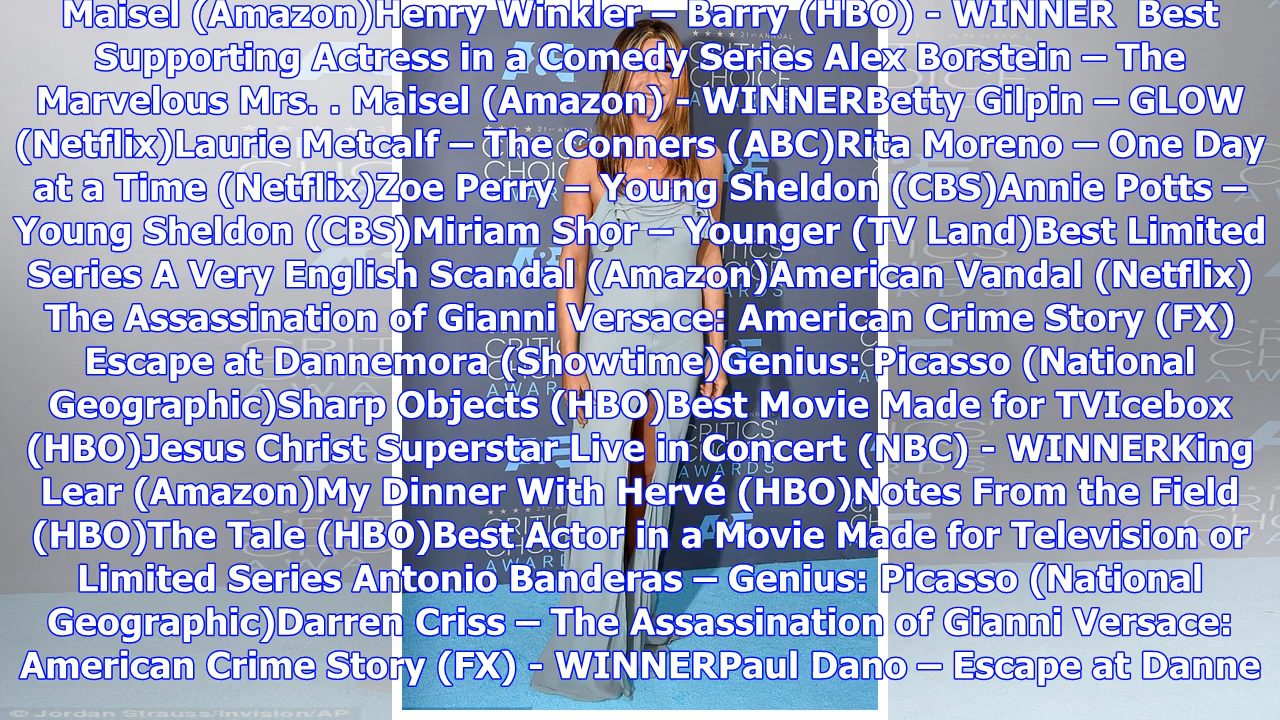 Maisel (Amazon)Henry Winkler – Barry (HBO) - WINNER  Best
Supporting Actress in a Comedy Series Alex Borstein – The
Marvelous Mrs. . Maisel (Amazon) - WINNERBetty Gilpin – GLOW
(Netflix)Laurie Metcalf – The Conners (ABC)Rita Moreno – One Day
at a Time (Netflix)Zoe Perry – Young Sheldon (CBS)Annie Potts –
Young Sheldon (CBS)Miriam Shor – Younger (TV Land)Best Limited
Series A Very English Scandal (Amazon)American Vandal (Netflix)
The Assassination of Gianni Versace: American Crime Story (FX)
Escape at Dannemora (Showtime)Genius: Picasso (National
Geographic)Sharp Objects (HBO)Best Movie Made for TVIcebox
(HBO)Jesus Christ Superstar Live in Concert (NBC) - WINNERKing
Lear (Amazon)My Dinner With Hervé (HBO)Notes From the Field
(HBO)The Tale (HBO)Best Actor in a Movie Made for Television or
Limited Series Antonio Banderas – Genius: Picasso (National
Geographic)Darren Criss – The Assassination of Gianni Versace:
American Crime Story (FX) - WINNERPaul Dano – Escape at Danne
© Jordan Strauss/Invision/AP